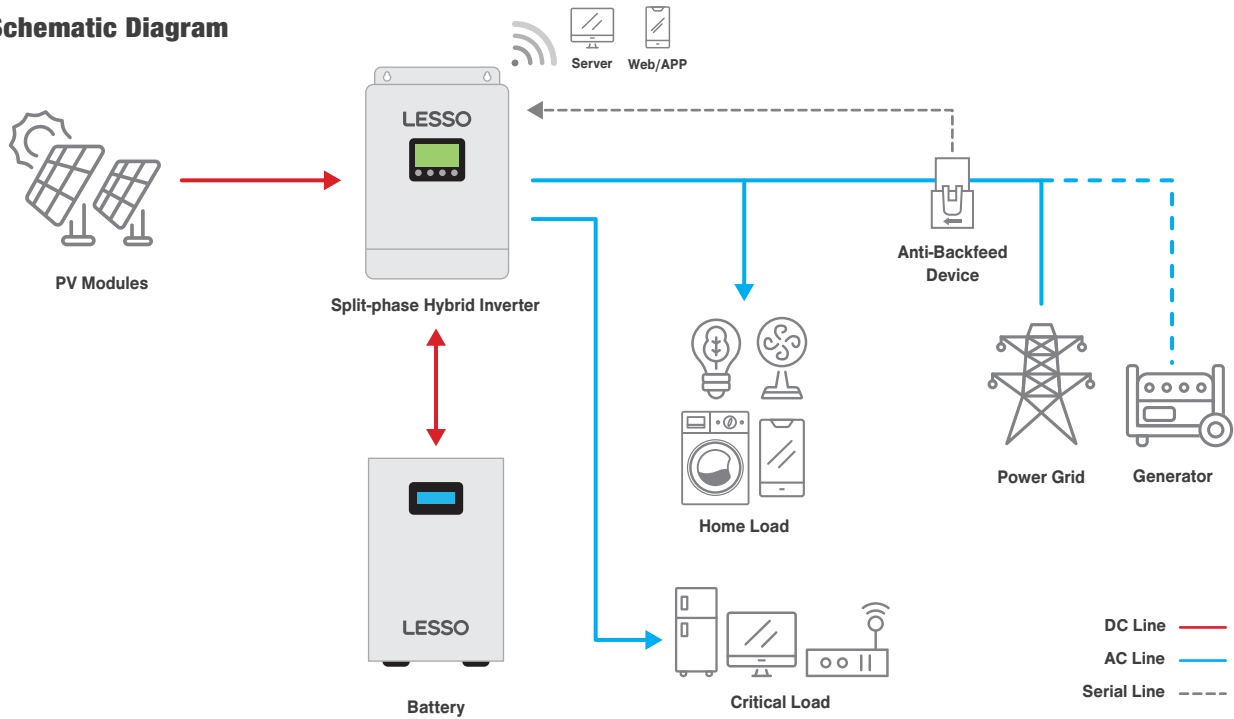 Schematic Diagram
Server
Web/APP
LESSO
PV Modules
Split-phase Hybrid Inverter
Anti-Backfeed
Device
Home Load
Power Grid
Generator
LESSO
Battery
Critical Load
DC Line
AC Line
Serial Line